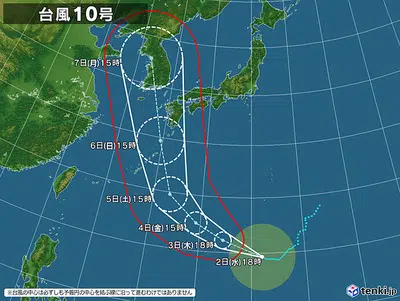 台風10号
7日(月)15時
6日(日)15時
5日(土)15時
4日(金)15時
3日(木)18時
2日(水)18時
※台風の中心は必ずしも予報円の中心を結ぶ線に沿って進むわけではありません
tenki.jp